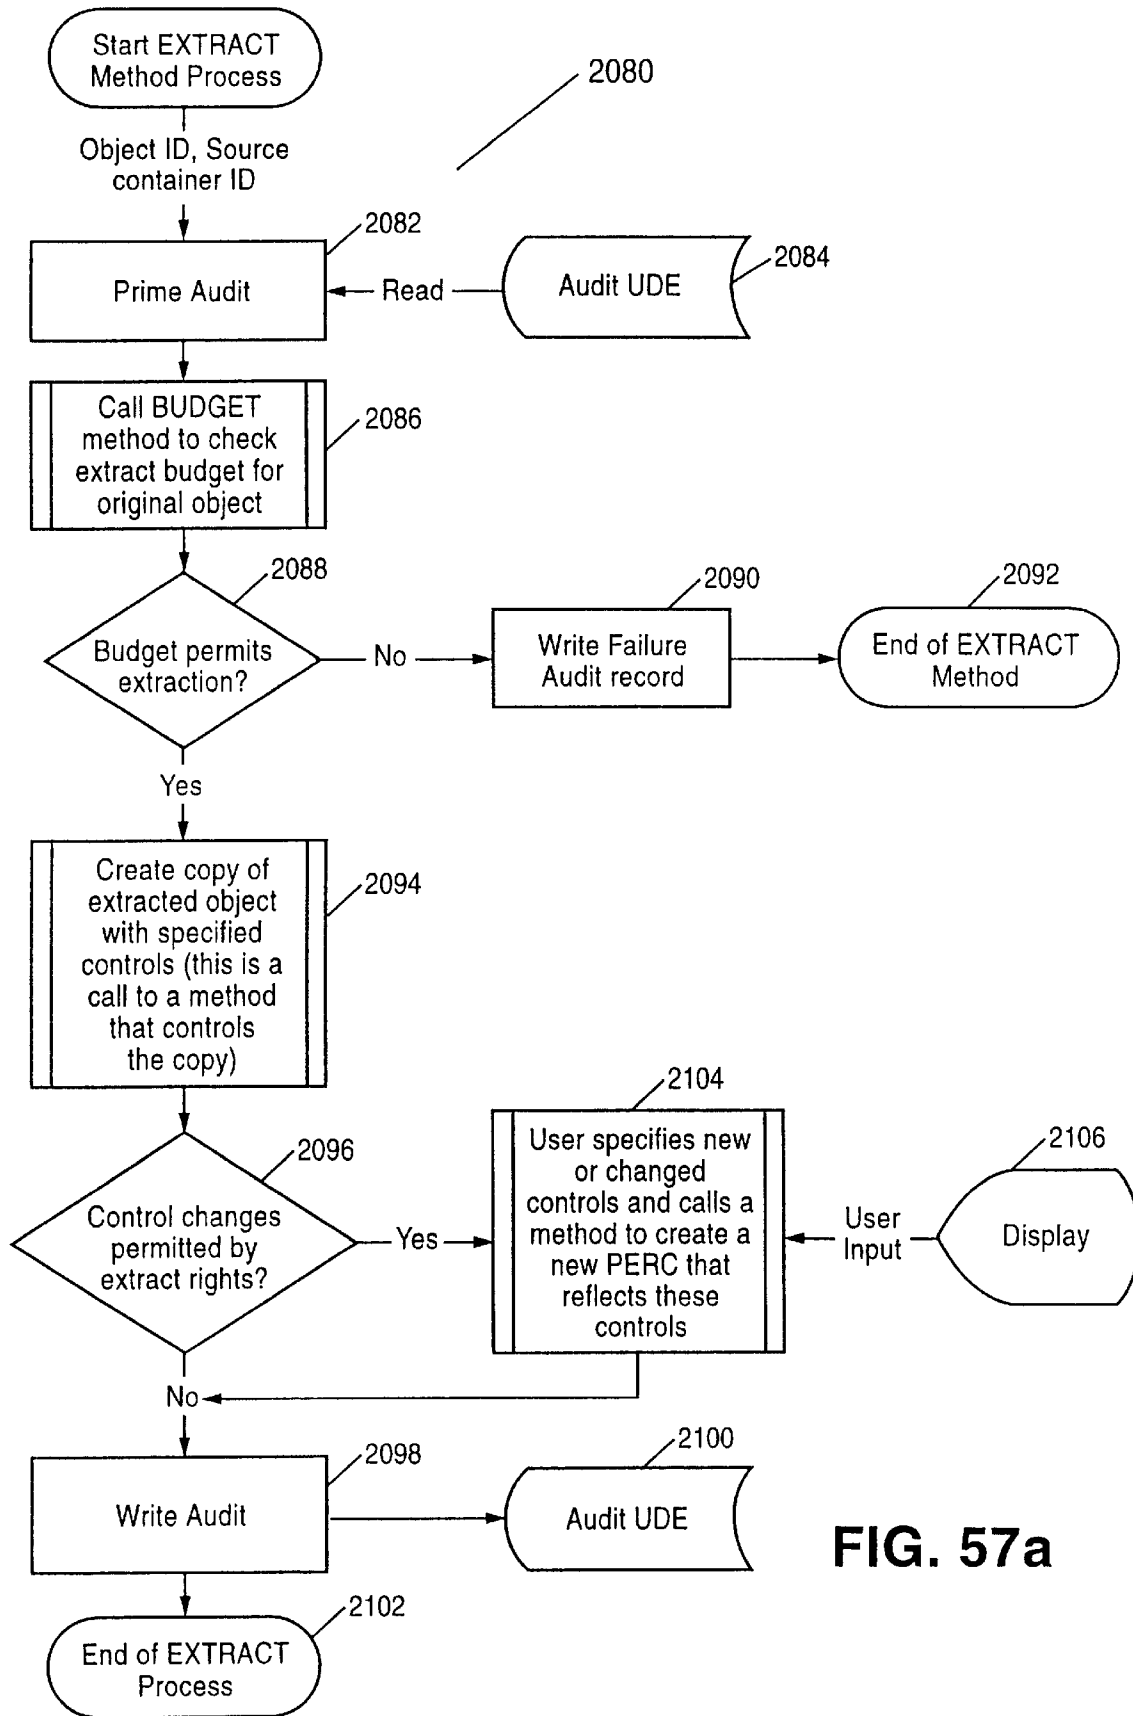 Start EXTRACT
Method Process
2080
Object ID, Source
container ID
2082
Prime Audit
Read
Audit UDE
2084
Call BUDGET
method to check
extract budget for
original object
2086
2088
Budget permits
extraction?
No
2090
Write Failure
Audit record
2092
End of EXTRACT
Method
Yes
Create copy of
extracted object
with specified
controls (this is a
call to a method
that controls
the copy)
2094
2096
Control changes
permitted by
extract rights?
Yes
2104
User specifies new
or changed
controls and calls a
method to create a
new PERC that
reflects these
controls
User
Input
2106
Display
No
2098
Write Audit
2100
Audit UDE
FIG. 57a
2102
End of EXTRACT
Process